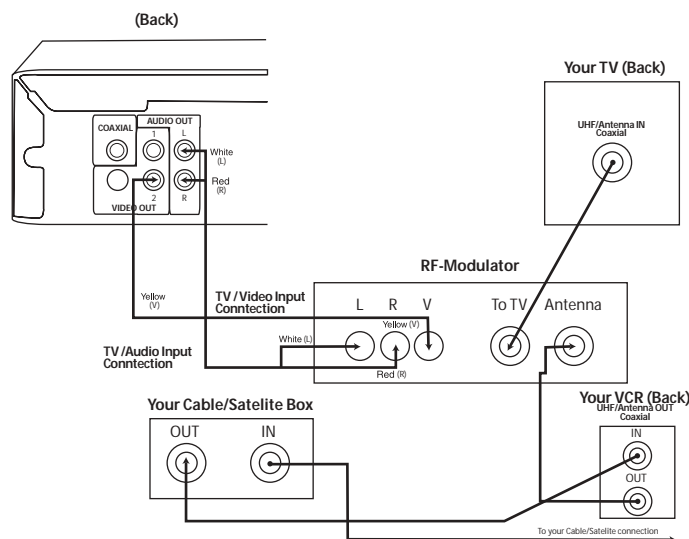 (Back)
COAXIAL
AUDIO OUT
1
L
White
(L)
Red
(R)
2
R
VIDEO OUT
Your TV (Back)
UHF/Antenna IN
Coaxial
RF-Modulator
Yellow
(V)
TV/Video Input
Conntection
L
R
V
To TV
Antenna
Yellow (V)
White (L)
TV/Audio Input
Conntection
Red (R)
Your Cable/Satelite Box
OUT
IN
Your VCR (Back)
UHF/Antenna OUT
Coaxial
IN
OUT
To your Cable/Satelite connection